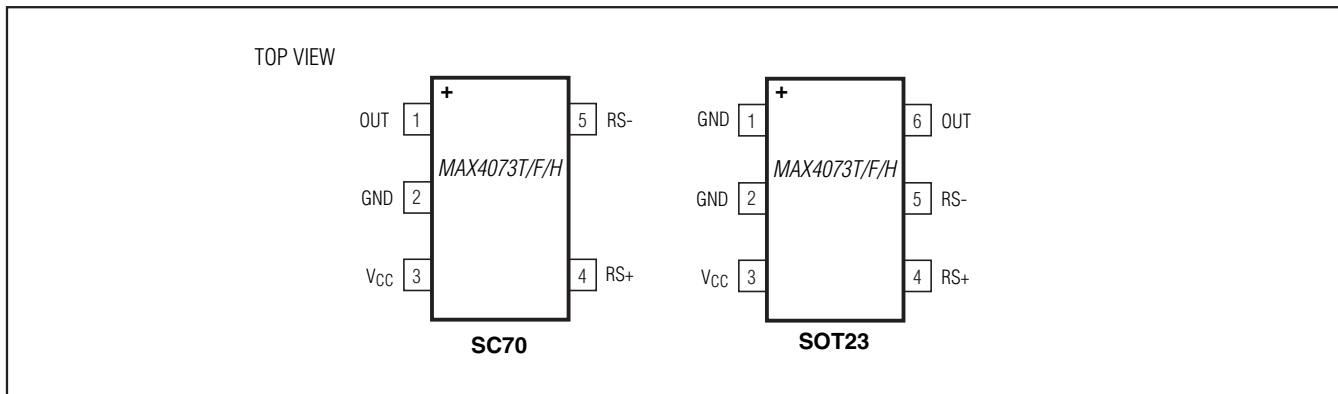 TOP VIEW
+
OUT 1
5 RS-
MAX4073T/F/H
GND 2
VCC 3
4 RS+
SC70
+
GND 1
6 OUT
MAX4073T/F/H
GND 2
5 RS-
VCC 3
4 RS+
SOT23